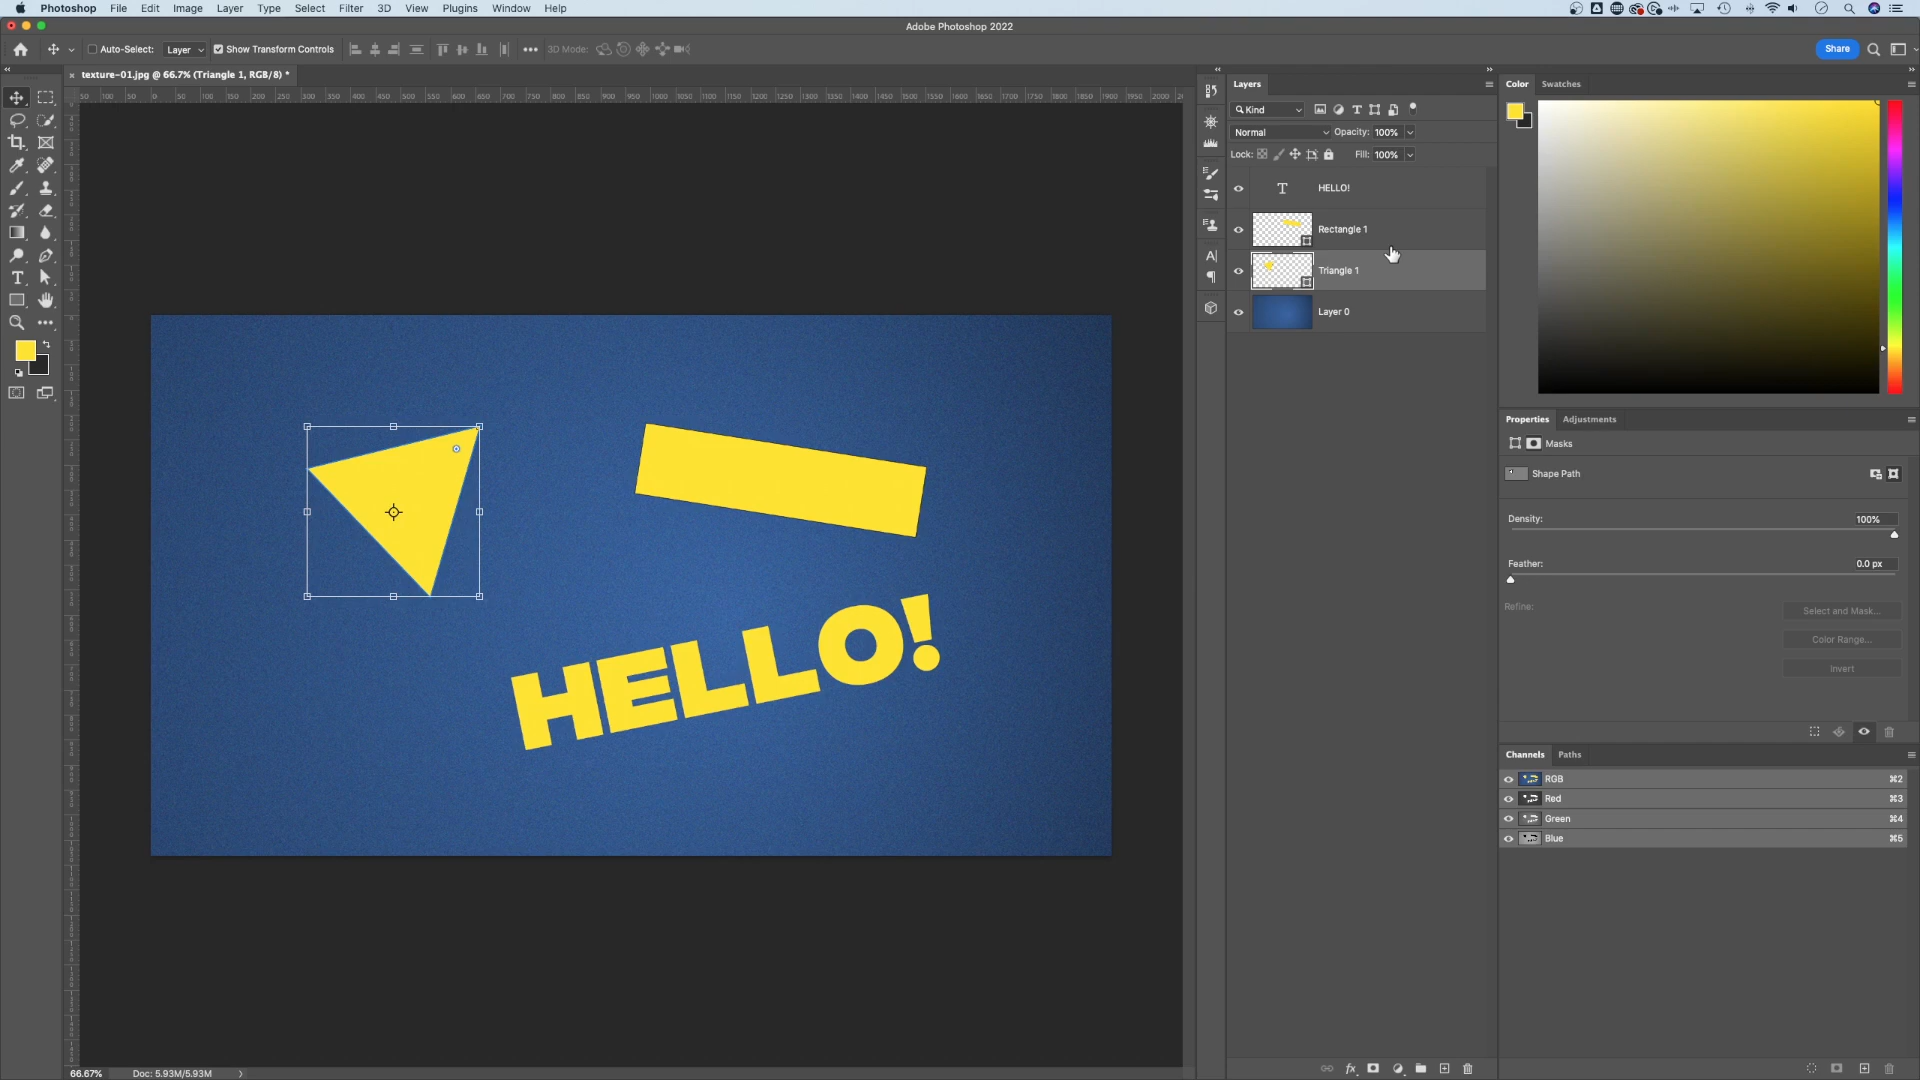 Photoshop File Edit Image Layer Type Select Filter 3D View Plugins Window Help
Adobe Photoshop 2022
Auto-Select: Layer Show Transform Controls 3D Mode: Share
texture-01.jpg @ 66.7% (Triangle 1, RGB/8) *
Layers
Kind
Normal Opacity: 100%
Lock: Fill: 100%
T HELLO!
Rectangle 1
Triangle 1
Layer 0
Color Swatches
Properties Adjustments
Masks
Shape Path
Density: 100%
Feather: 0.0 px
Refine: Select and Mask...
Color Range...
Invert
Channels Paths
RGB ⌘2
Red ⌘3
Green ⌘4
Blue ⌘5
HELLO!
66.67% Doc: 5.93M/5.93M